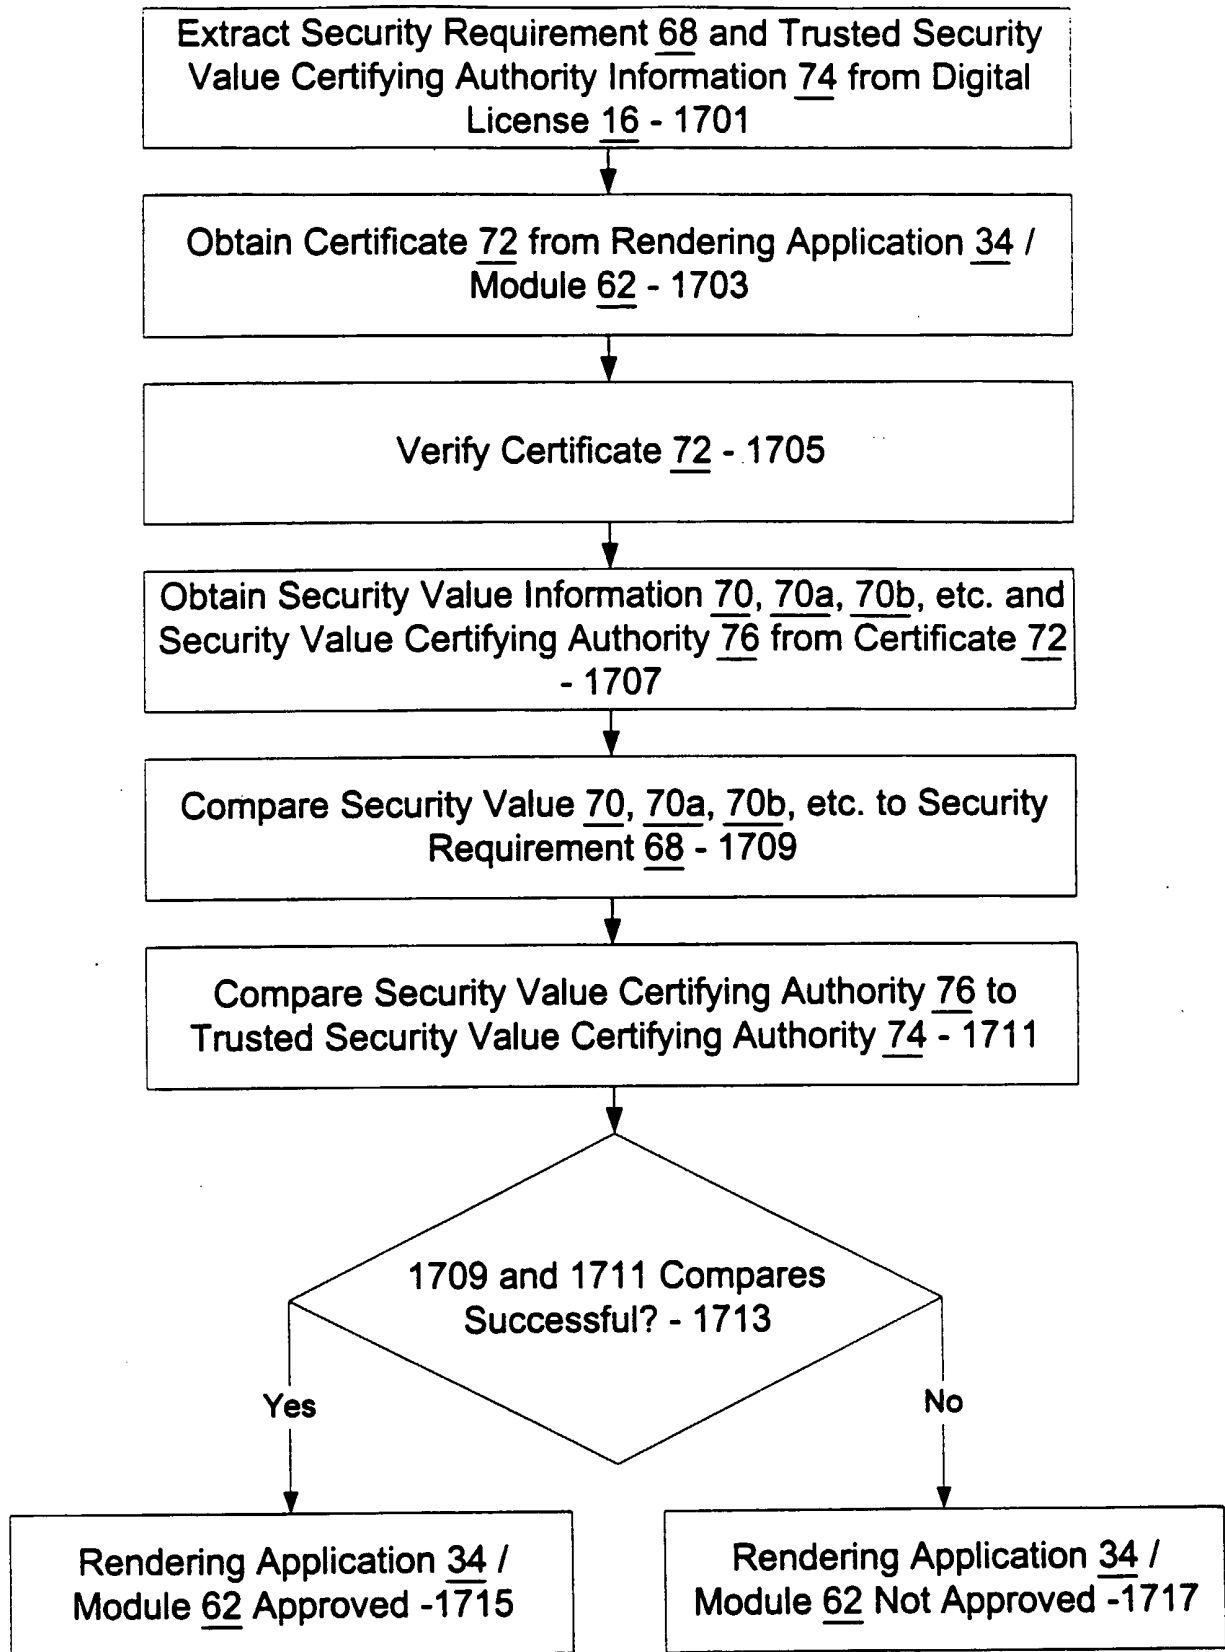 Extract Security Requirement 68 and Trusted Security
Value Certifying Authority Information 74 from Digital
License 16 - 1701
Obtain Certificate 72 from Rendering Application 34 /
Module 62 - 1703
Verify Certificate 72 - 1705
Obtain Security Value Information 70, 70a, 70b, etc. and
Security Value Certifying Authority 76 from Certificate 72
- 1707
Compare Security Value 70, 70a, 70b, etc. to Security
Requirement 68 - 1709
Compare Security Value Certifying Authority 76 to
Trusted Security Value Certifying Authority 74 - 1711
1709 and 1711 Compares
Successful? - 1713
Yes
No
Rendering Application 34 /
Module 62 Approved -1715
Rendering Application 34 /
Module 62 Not Approved -1717